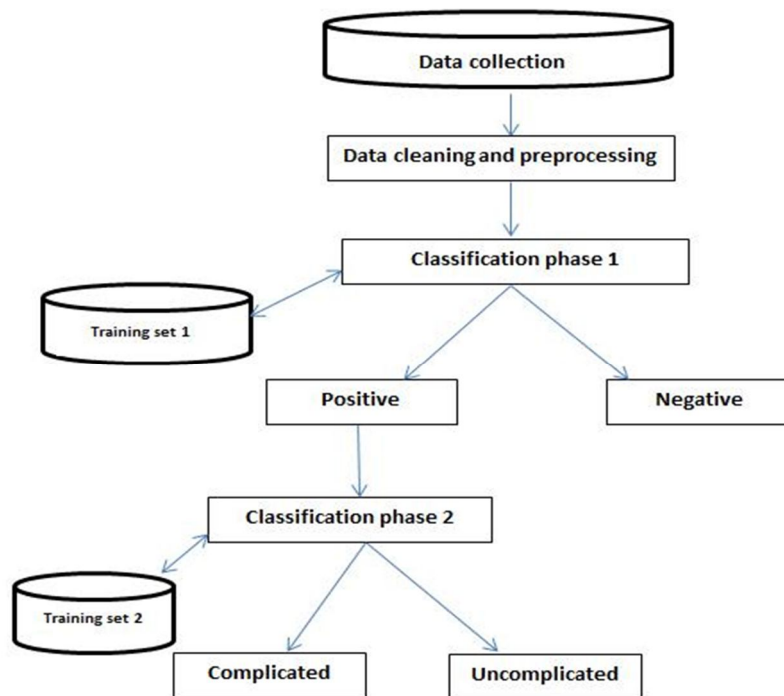 Data collection
Data cleaning and preprocessing
Classification phase 1
Training set 1
Positive
Negative
Classification phase 2
Training set 2
Complicated
Uncomplicated